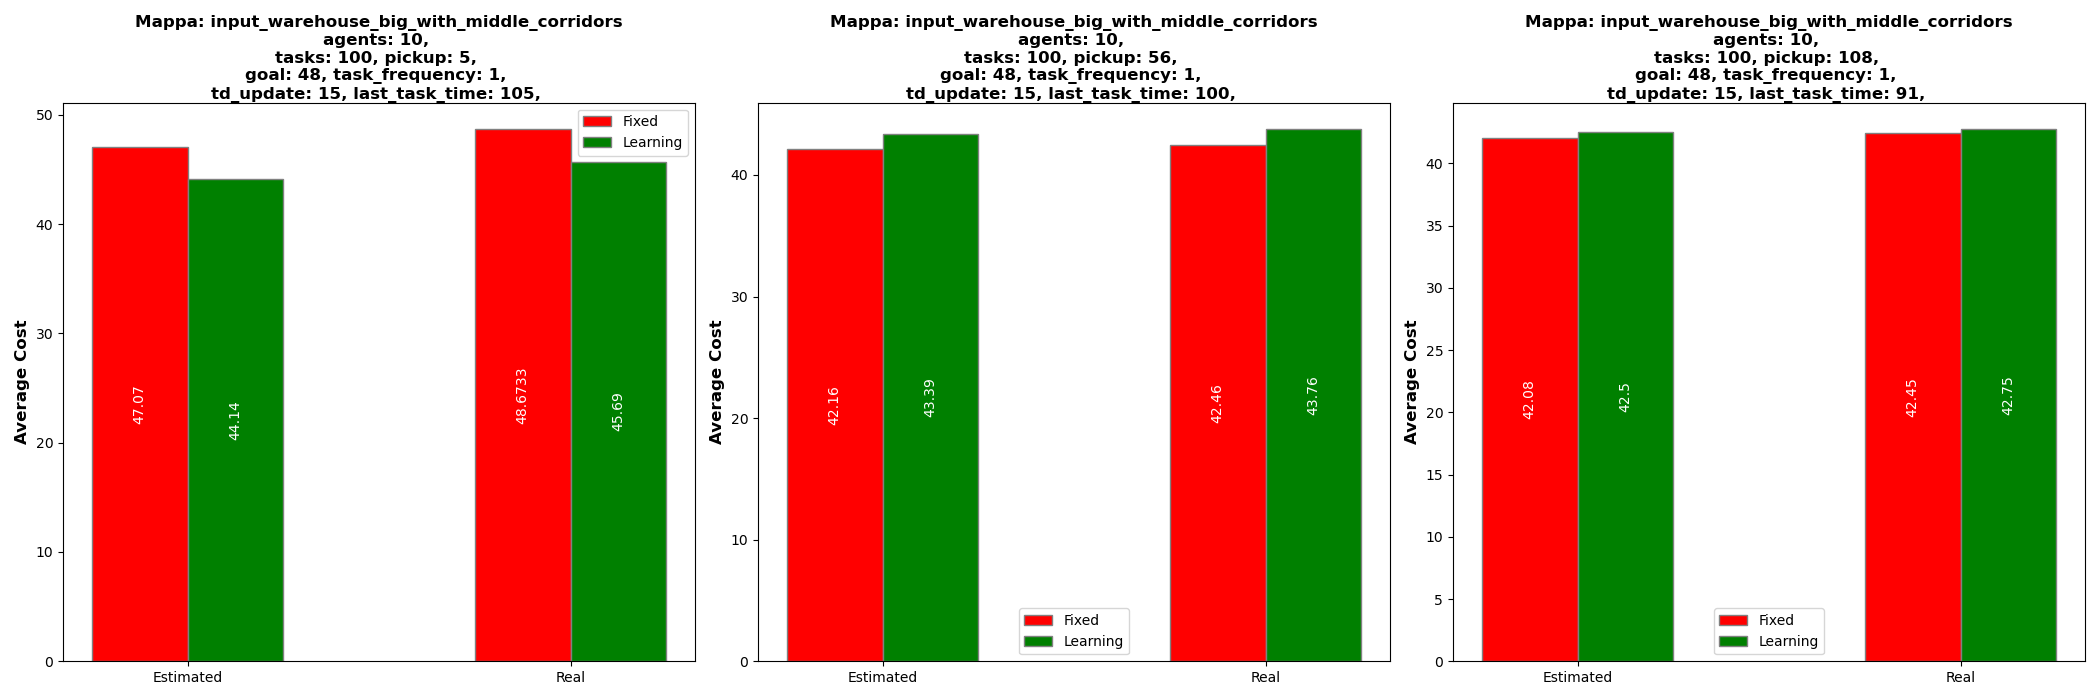 Mappa: input_warehouse_big_with_middle_corridors
agents: 10,
tasks: 100, pickup: 5,
goal: 48, task_frequency: 1,
td_update: 15, last_task_time: 105,
50
40
30
20
10
0
Average Cost
47.07
44.14
48.6733
45.69
Fixed
Learning
Estimated
Real
Mappa: input_warehouse_big_with_middle_corridors
agents: 10,
tasks: 100, pickup: 56,
goal: 48, task_frequency: 1,
td_update: 15, last_task_time: 100,
40
30
20
10
0
Average Cost
42.16
43.39
42.46
43.76
Fixed
Learning
Estimated
Real
Mappa: input_warehouse_big_with_middle_corridors
agents: 10,
tasks: 100, pickup: 108,
goal: 48, task_frequency: 1,
td_update: 15, last_task_time: 91,
40
35
30
25
20
15
10
5
0
Average Cost
42.08
42.5
42.45
42.75
Fixed
Learning
Estimated
Real